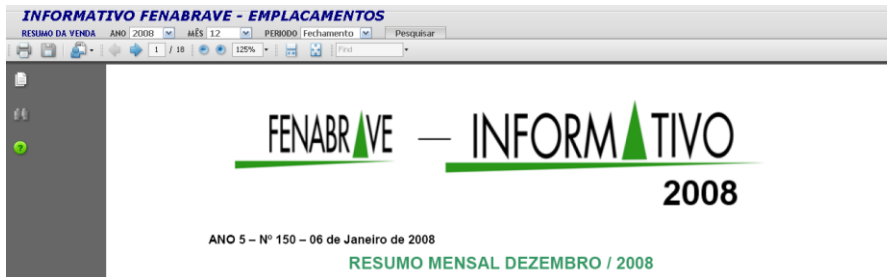 INFORMATIVO FENABRAVE - EMPLACAMENTOS
RESUMO DA VENDA ANO 2008 MÊS 12 PERIODO Fechamento Pesquisar
1 / 18 125% Find
FENABRAVE — INFORMATIVO
2008
ANO 5 – Nº 150 – 06 de Janeiro de 2008
RESUMO MENSAL DEZEMBRO / 2008